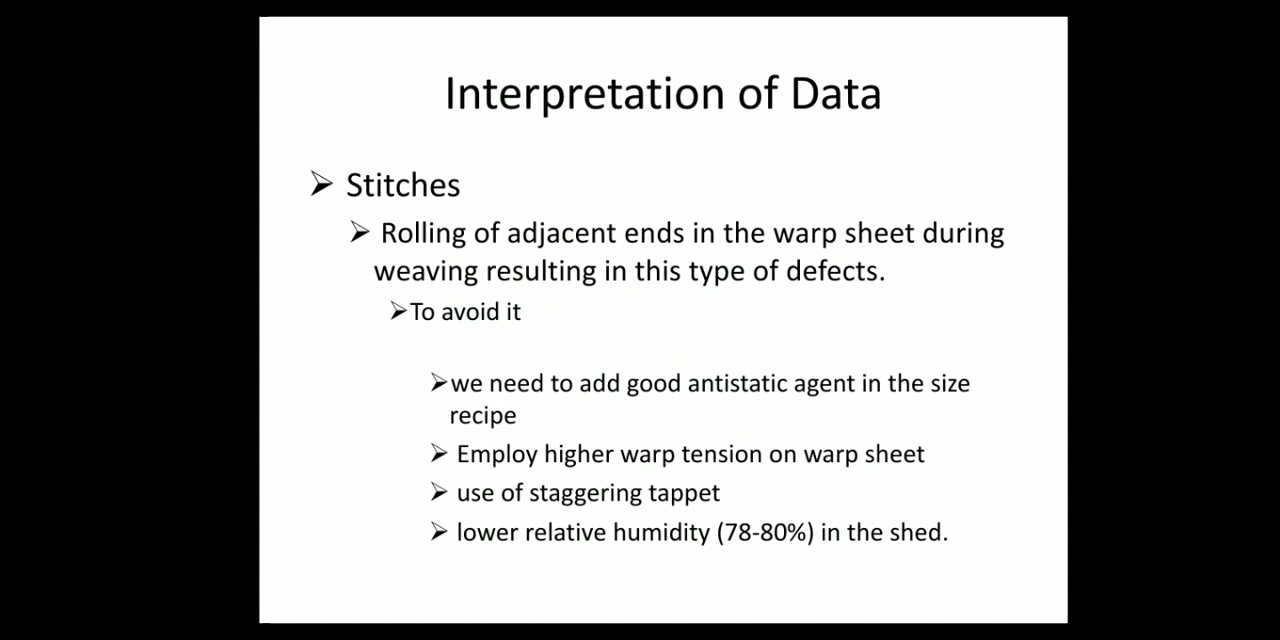 Interpretation of Data
➢ Stitches
➢ Rolling of adjacent ends in the warp sheet during
weaving resulting in this type of defects.
➢To avoid it
➢we need to add good antistatic agent in the size
recipe
➢ Employ higher warp tension on warp sheet
➢ use of staggering tappet
➢ lower relative humidity (78-80%) in the shed.